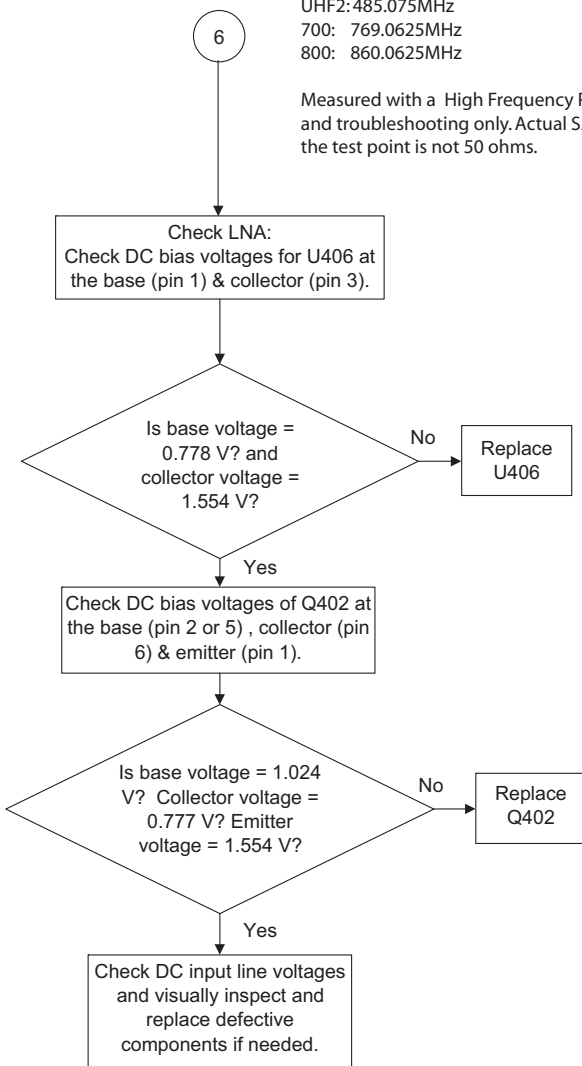 UHF2: 485.075MHz
700: 769.0625MHz
800: 860.0625MHz
Measured with a High Frequency
and troubleshooting only. Actual
the test point is not 50 ohms.
6
Check LNA:
Check DC bias voltages for U406 at
the base (pin 1) & collector (pin 3).
Is base voltage =
0.778 V? and
collector voltage =
1.554 V?
No
Replace
U406
Yes
Check DC bias voltages of Q402 at
the base (pin 2 or 5) , collector (pin
6) & emitter (pin 1).
Is base voltage = 1.024
V? Collector voltage =
0.777 V? Emitter
voltage = 1.554 V?
No
Replace
Q402
Yes
Check DC input line voltages
and visually inspect and
replace defective
components if needed.